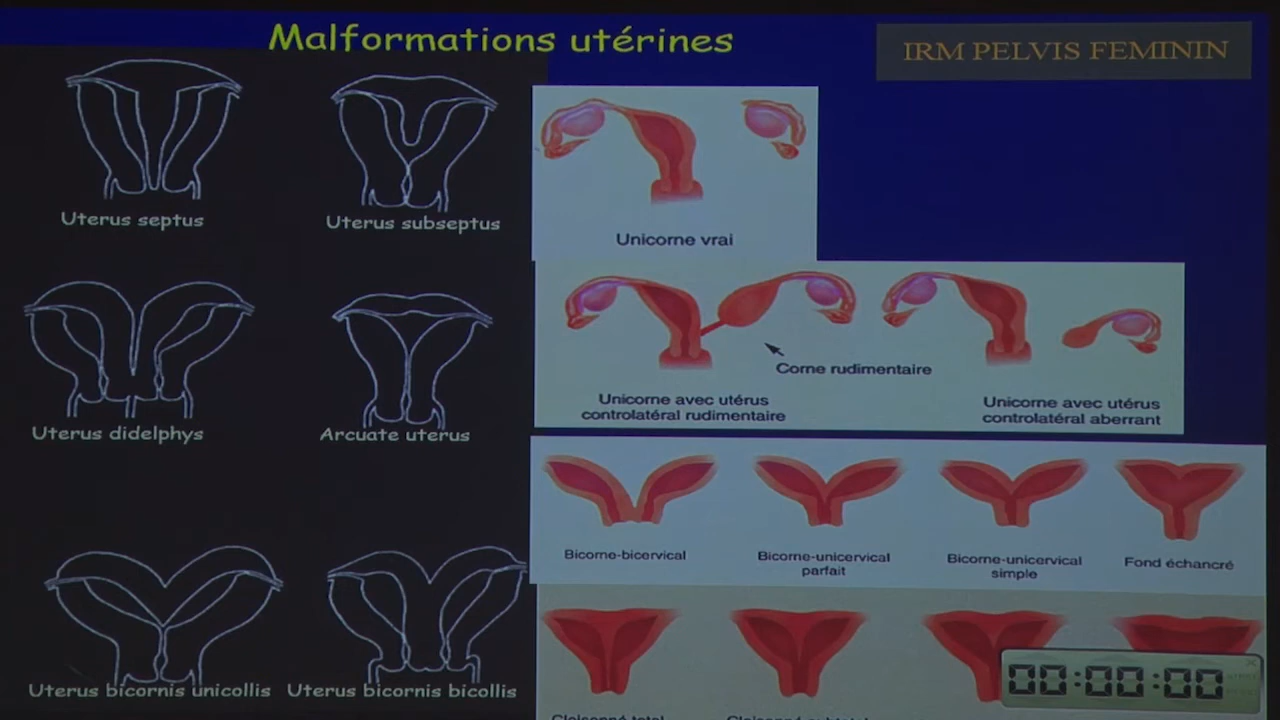 Malformations utérines
IRM PELVIS FEMININ
Uterus septus
Uterus subseptus
Unicorne vrai
Corne rudimentaire
Unicorne avec utérus
controlatéral rudimentaire
Unicorne avec utérus
controlatéral aberrant
Uterus didelphys
Arcuate uterus
Bicorne-bicervical
Bicorne-unicervical
parfait
Bicorne-unicervical
simple
Fond échancré
Uterus bicornis unicollis
Uterus bicornis bicollis
00:00:00